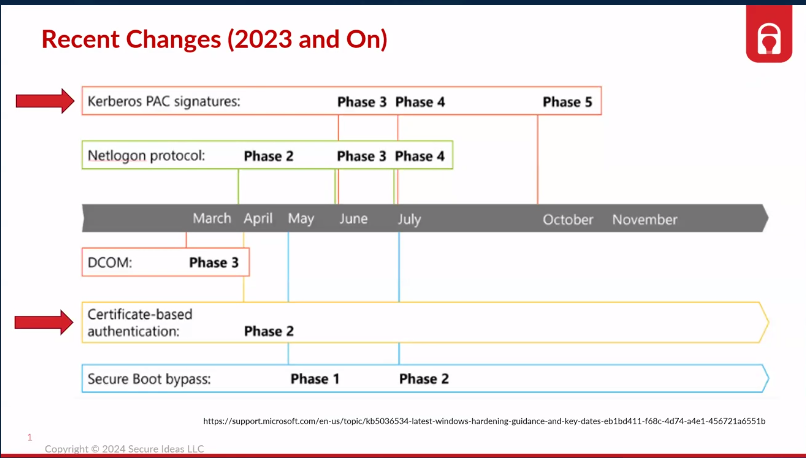 Recent Changes (2023 and On)
Kerberos PAC signatures: Phase 3 Phase 4 Phase 5
Netlogon protocol: Phase 2 Phase 3 Phase 4
March April May June July October November
DCOM: Phase 3
Certificate-based
authentication: Phase 2
Secure Boot bypass: Phase 1 Phase 2
https://support.microsoft.com/en-us/topic/kb5036534-latest-windows-hardening-guidance-and-key-dates-eb1bd411-f68c-4d74-a4e1-456721a6551b
1
Copyright © 2024 Secure Ideas LLC